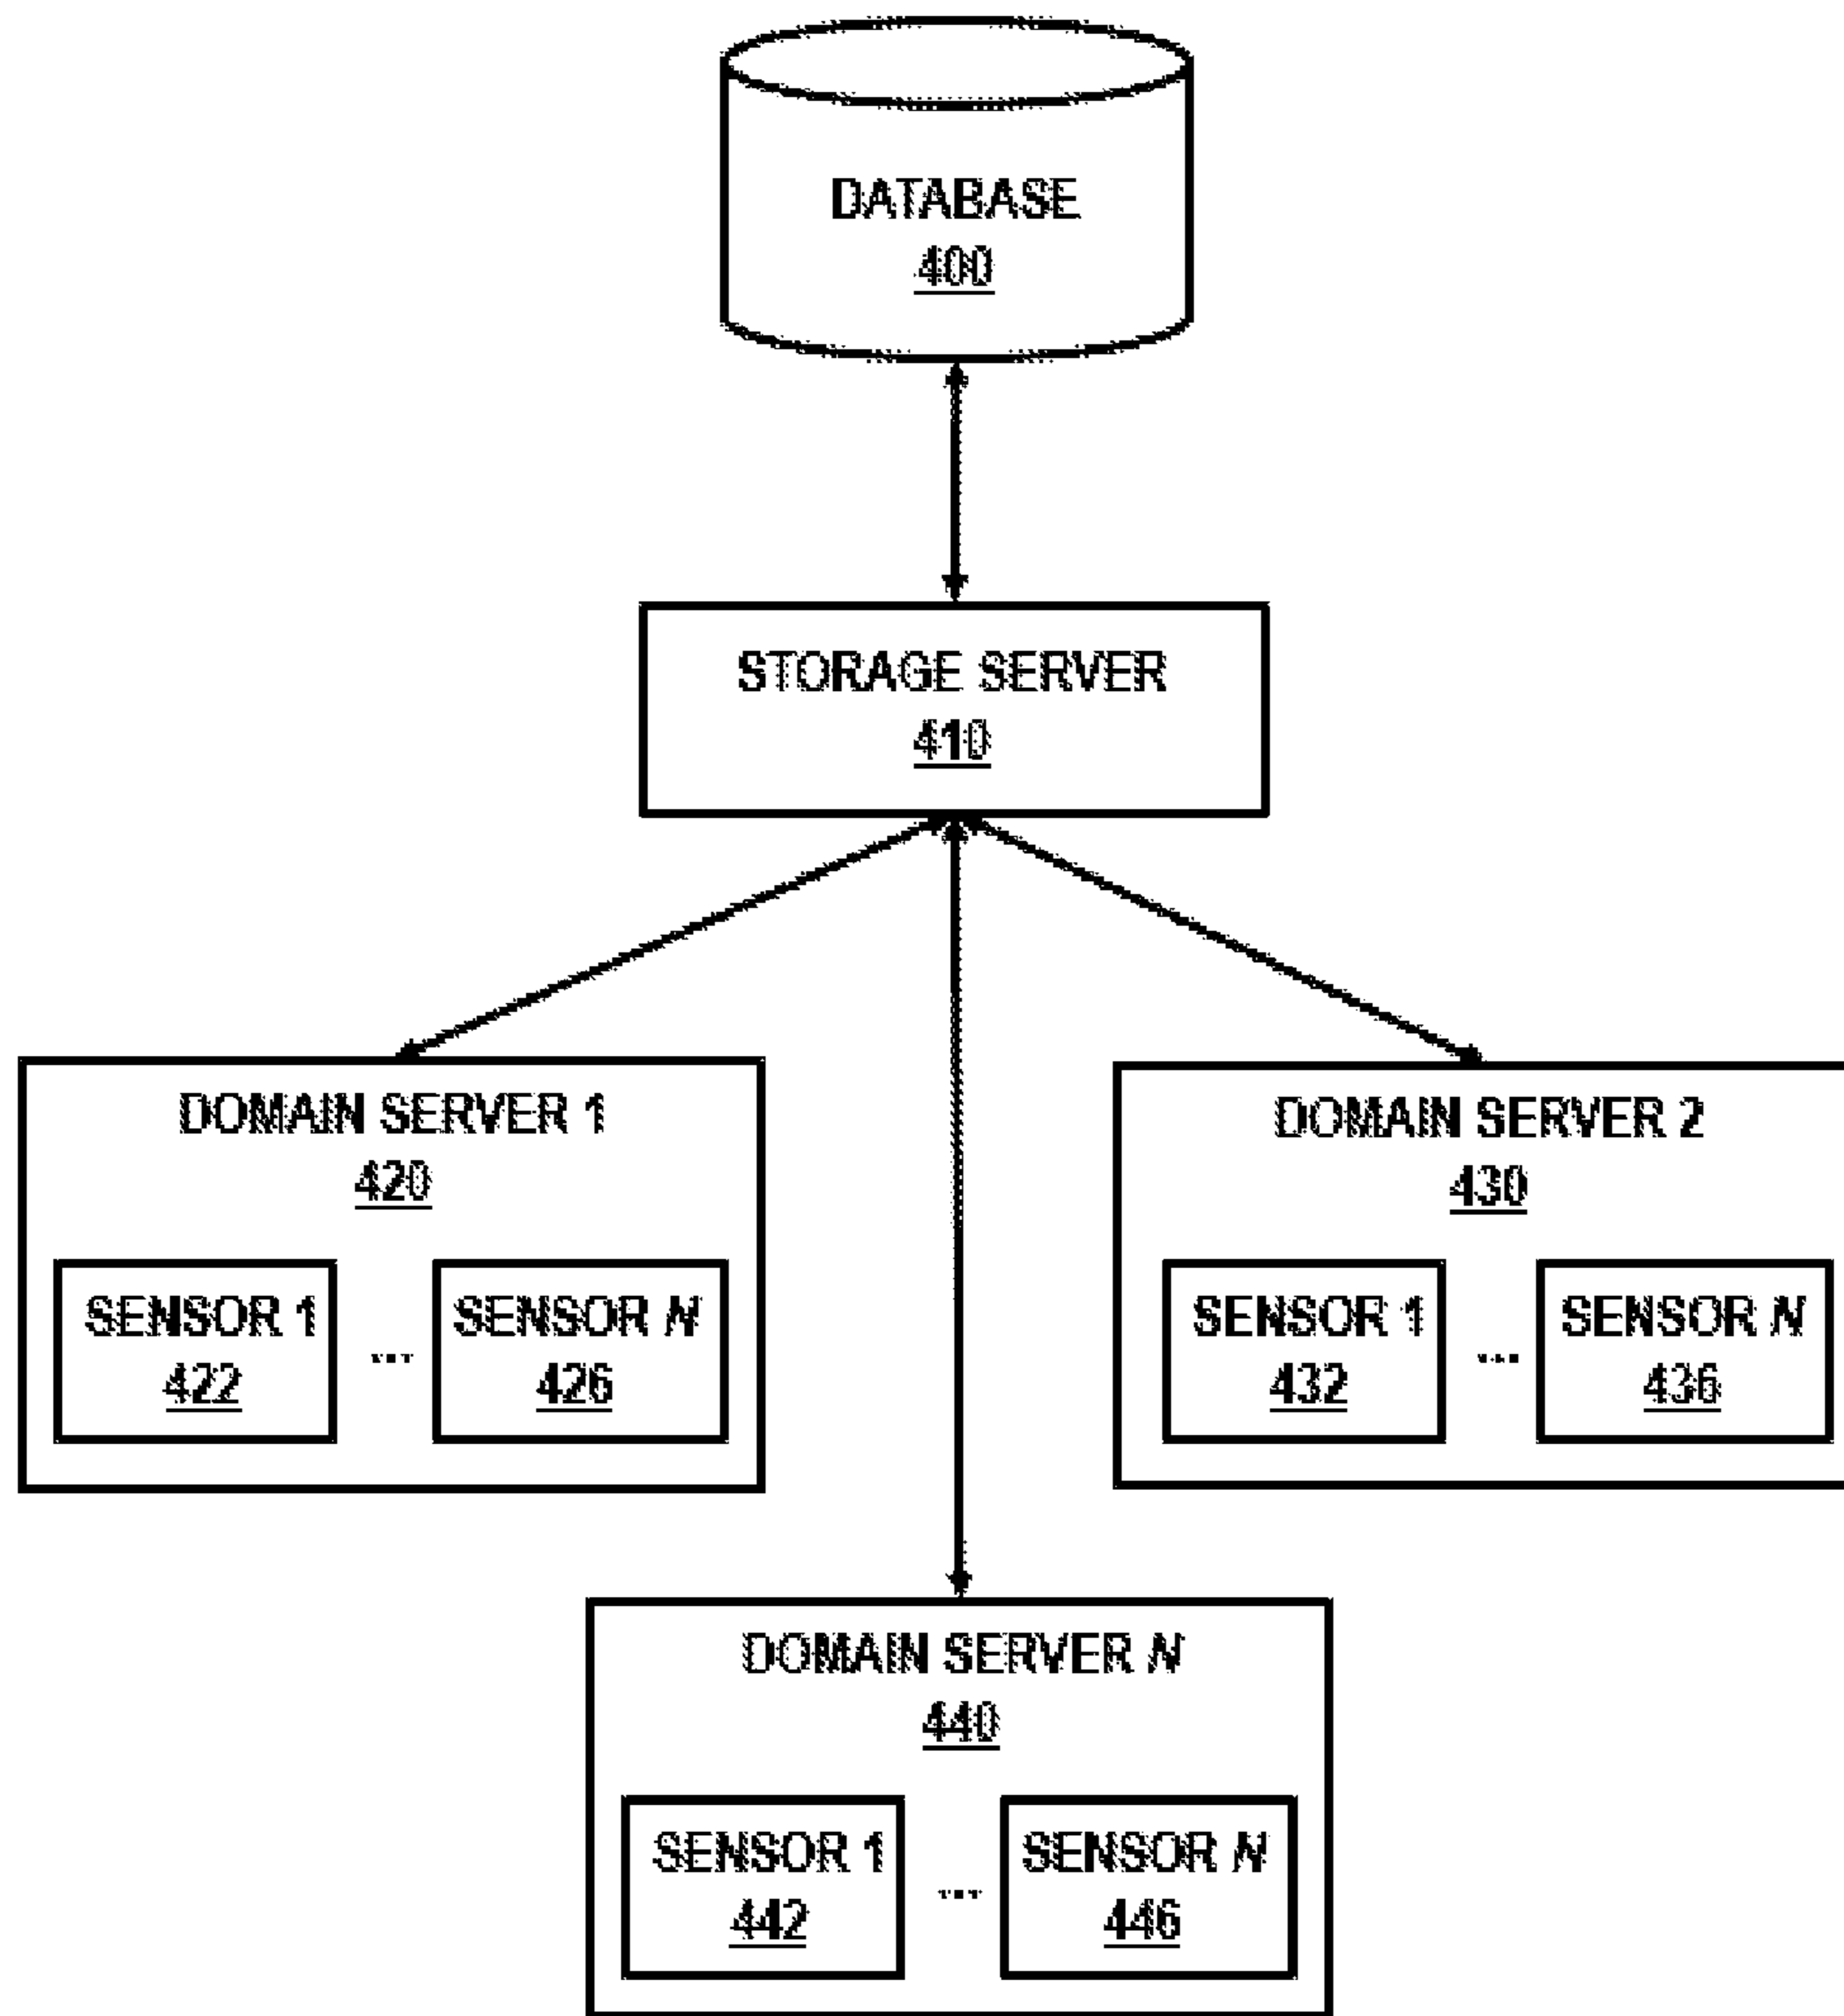 DATABASE
400
STORAGE SERVER
410
DOMAIN SERVER 1
420
SENSOR 1
422
...
SENSOR N
426
DOMAIN SERVER 2
430
SENSOR 1
432
...
SENSOR N
436
DOMAIN SERVER N
440
SENSOR 1
442
...
SENSOR N
446